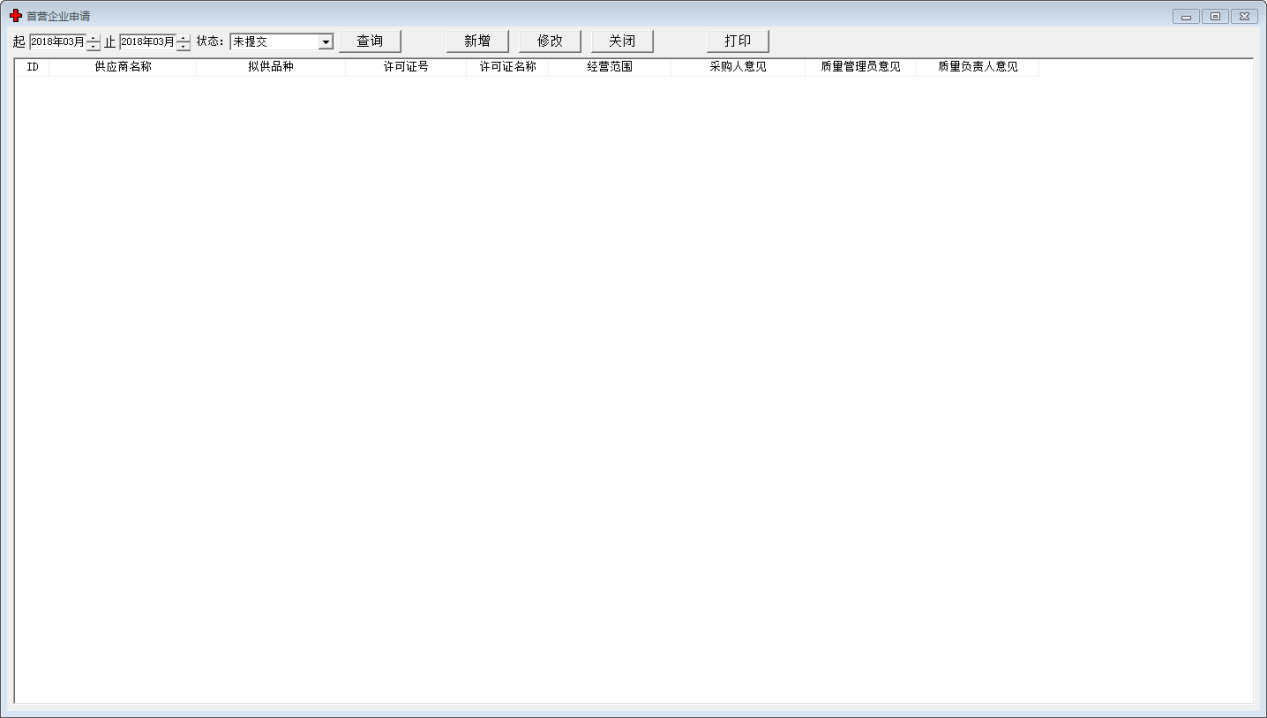 首营企业申请
起 2018年03月 止 2018年03月 状态: 未提交 查询 新增 修改 关闭 打印
ID 供应商名称 拟供品种 许可证号 许可证名称 经营范围 采购人意见 质量管理员意见 质量负责人意见